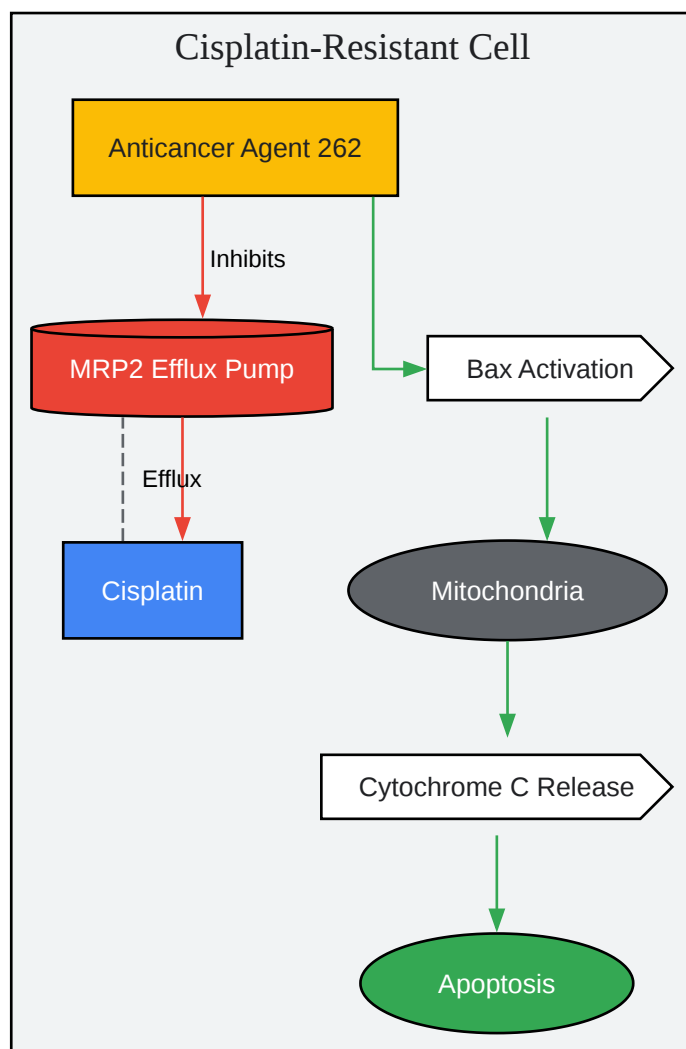 Cisplatin-Resistant Cell
Anticancer Agent 262
Inhibits
MRP2 Efflux Pump
Bax Activation
Efflux
Cisplatin
Mitochondria
Cytochrome C Release
Apoptosis